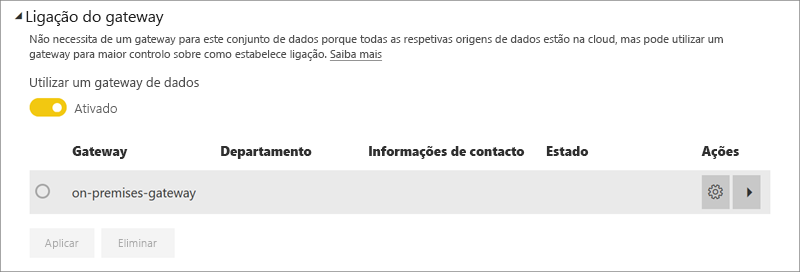 Ligação do gateway
Não necessita de um gateway para este conjunto de dados porque todas as respetivas origens de dados estão na cloud, mas pode utilizar um
gateway para maior controlo sobre como estabelece ligação. Saiba mais
Utilizar um gateway de dados
Ativado
Gateway Departamento Informações de contacto Estado Ações
on-premises-gateway
Aplicar Eliminar